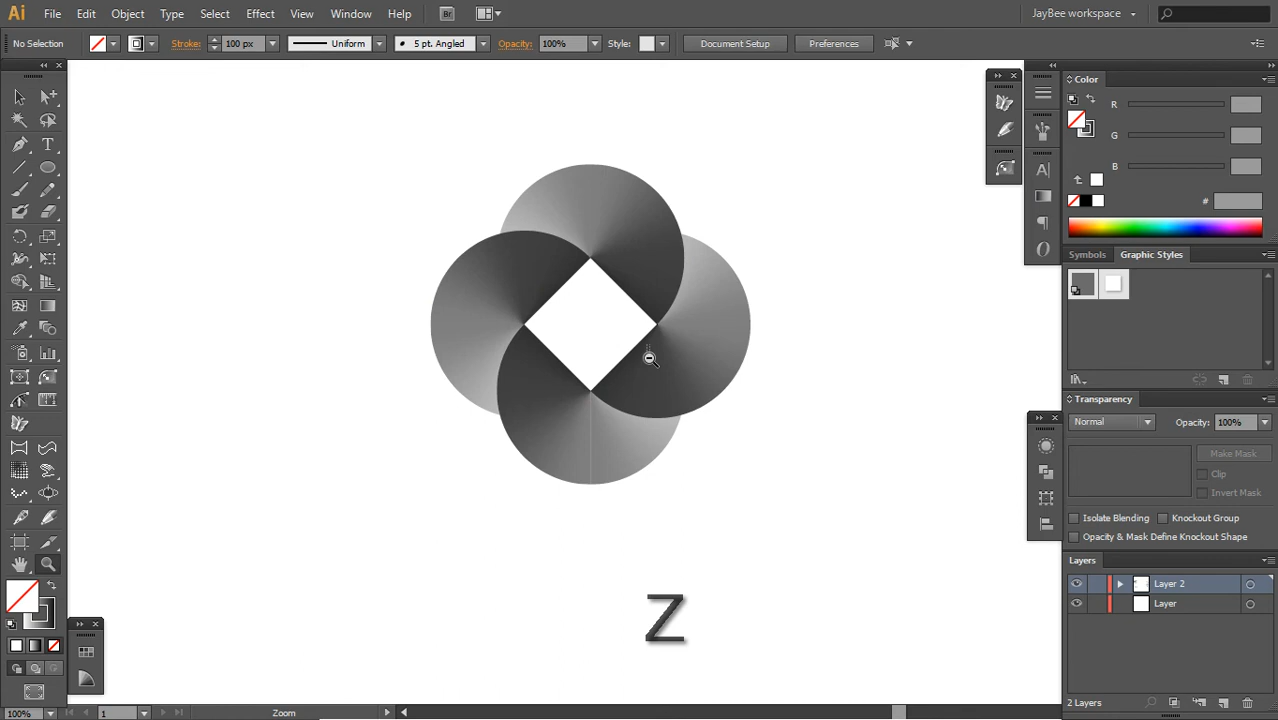 Ai File Edit Object Type Select Effect View Window Help Br JayBee workspace
No Selection Stroke: 100 px Uniform 5 pt. Angled Opacity: 100% Style: Document Setup Preferences
Color
R
G
B
#
Symbols Graphic Styles
Transparency
Normal Opacity: 100%
Make Mask
Clip
Invert Mask
Isolate Blending Knockout Group
Opacity & Mask Define Knockout Shape
Layers
Layer 2
Layer
2 Layers
Z
100% 1 Zoom